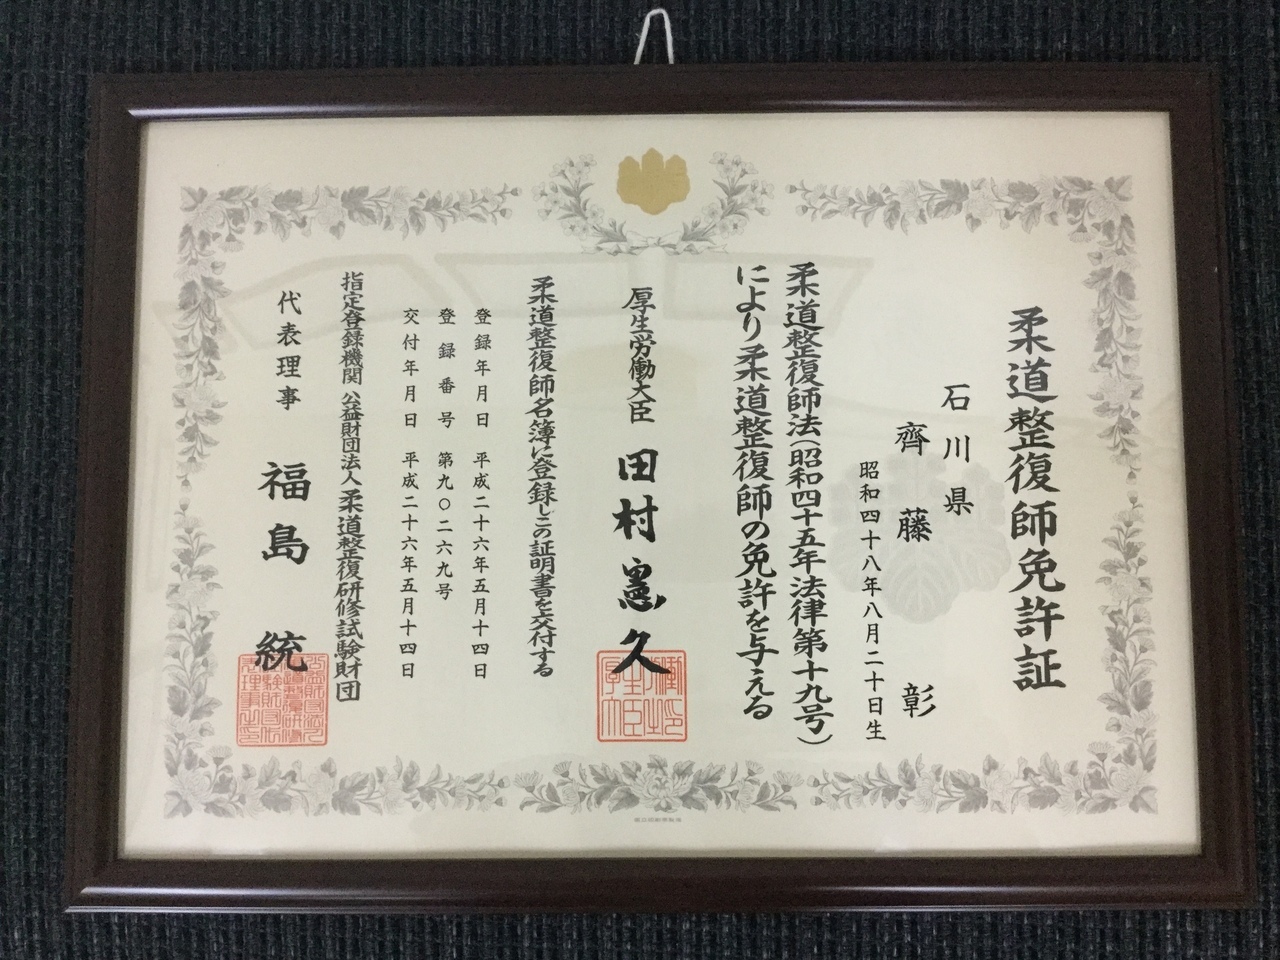 柔道整復師免許証
石川県
齊藤 彰
昭和四十八年八月二十日生
柔道整復師法(昭和四十五年法律第十九号)
により柔道整復師の免許を与える
厚生労働大臣 田村憲久
柔道整復師名簿に登録しこの証明書を交付する
登録年月日 平成二十六年五月十四日
登録番号 第九〇二六九号
交付年月日 平成二十六年五月十四日
指定登録機関 公益財団法人 柔道整復研修試験財団
代表理事 福島 統